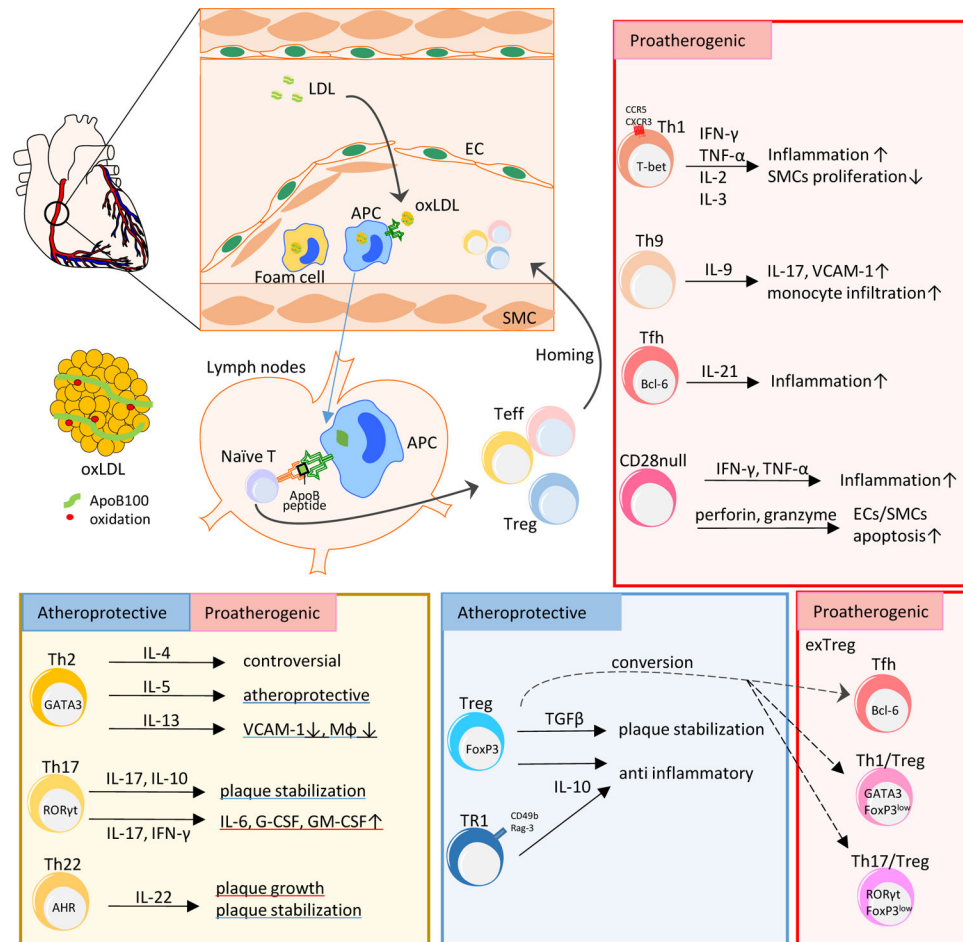 LDL
EC
APC
oxLDL
Foam cell
SMC
Lymph nodes
Homing
oxLDL
ApoB100
oxidation
Naïve T
APC
ApoB
peptide
Teff
Treg
Proatherogenic
CCR5
CXCR3
Th1
T-bet
IFN-γ
TNF-α
IL-2
IL-3
Inflammation ↑
SMCs proliferation↓
Th9
IL-9
IL-17, VCAM-1↑
monocyte infiltration↑
Tfh
Bcl-6
IL-21
Inflammation↑
CD28null
IFN-γ, TNF-α
Inflammation↑
perforin, granzyme
ECs/SMCs
apoptosis↑
Atheroprotective
Proatherogenic
Th2
GATA3
IL-4
controversial
IL-5
atheroprotective
IL-13
VCAM-1↓, Mϕ ↓
Th17
RORγt
IL-17, IL-10
plaque stabilization
IL-17, IFN-γ
IL-6, G-CSF, GM-CSF↑
Th22
AHR
IL-22
plaque growth
plaque stabilization
Atheroprotective
conversion
Treg
FoxP3
TGFβ
plaque stabilization
anti inflammatory
IL-10
TR1
CD49b
Rag-3
Proatherogenic
exTreg
Tfh
Bcl-6
Th1/Treg
GATA3
FoxP3low
Th17/Treg
RORγt
FoxP3low